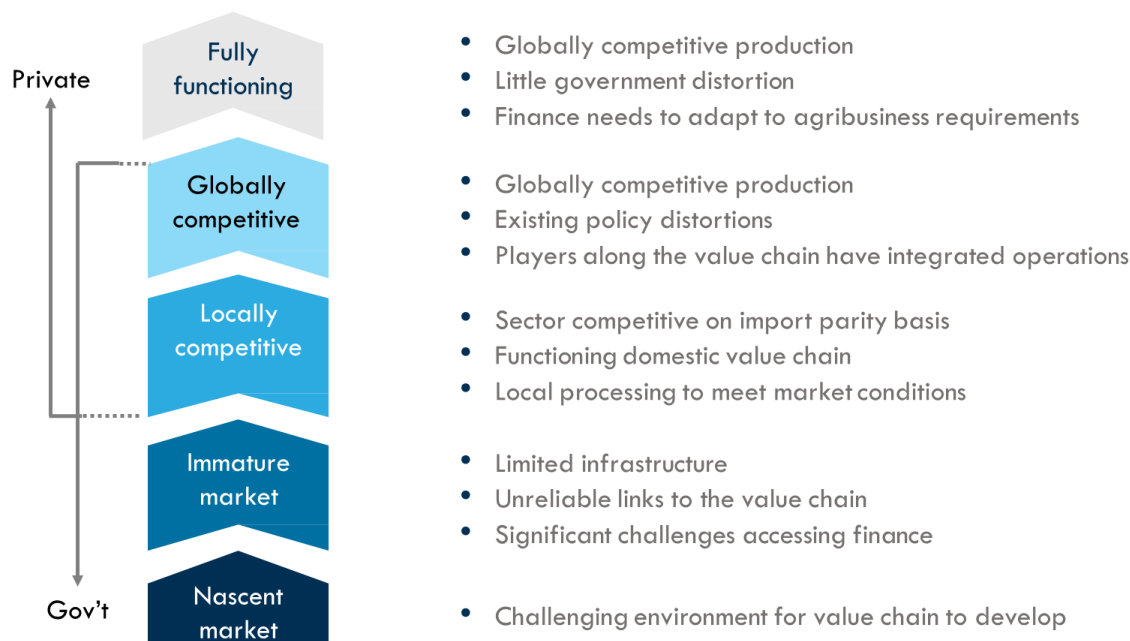 Private
Gov't
Fully
functioning
• Globally competitive production
• Little government distortion
• Finance needs to adapt to agribusiness requirements
Globally
competitive
• Globally competitive production
• Existing policy distortions
• Players along the value chain have integrated operations
Locally
competitive
• Sector competitive on import parity basis
• Functioning domestic value chain
• Local processing to meet market conditions
Immature
market
• Limited infrastructure
• Unreliable links to the value chain
• Significant challenges accessing finance
Nascent
market
• Challenging environment for value chain to develop